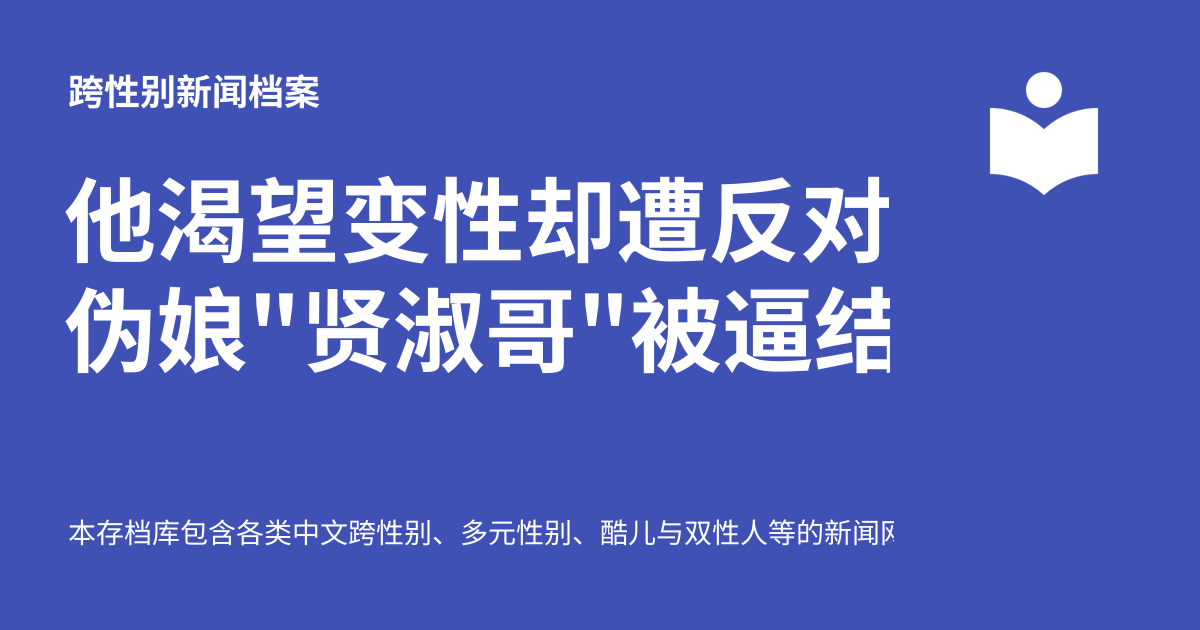 跨性别新闻档案
他渴望变性却遭反对
伪娘"贤淑哥"被逼结
本存档库包含各类中文跨性别、多元性别、酷儿与双性人等的新闻网